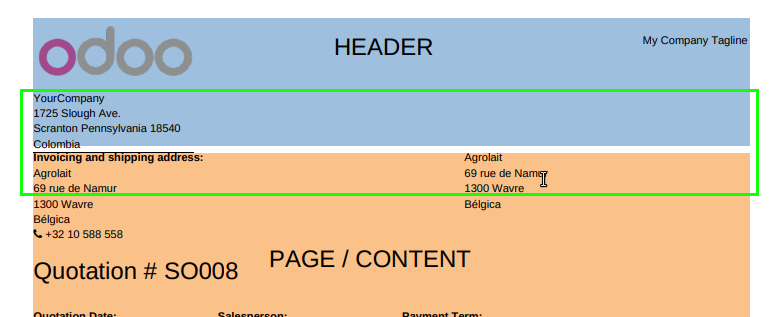 odoo
HEADER
My Company Tagline
YourCompany
1725 Slough Ave.
Scranton Pennsylvania 18540
Colombia
Invoicing and shipping address:
Agrolait
69 rue de Namur
1300 Wavre
Bélgica
+32 10 588 558
Agrolait
69 rue de Namur
1300 Wavre
Bélgica
PAGE / CONTENT
Quotation # SO008
Quotation Date:
Salesperson:
Payment Term: